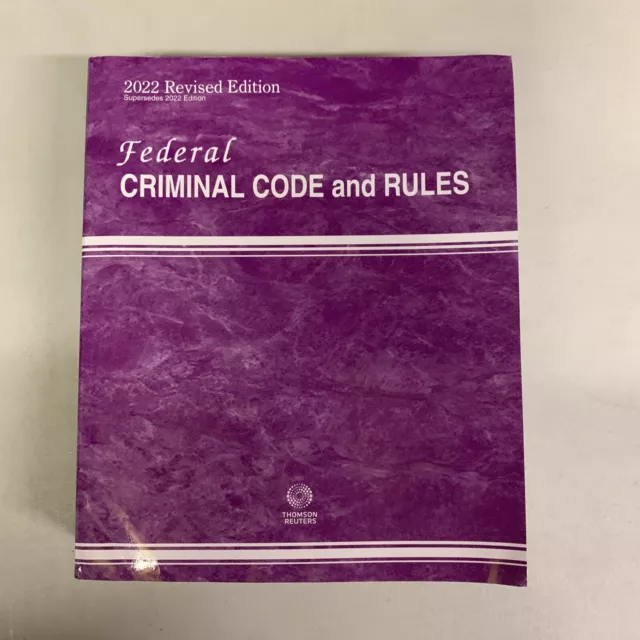 2022 Revised Edition
Supersedes 2022 Edition
Federal
CRIMINAL CODE and RULES
THOMSON
REUTERS